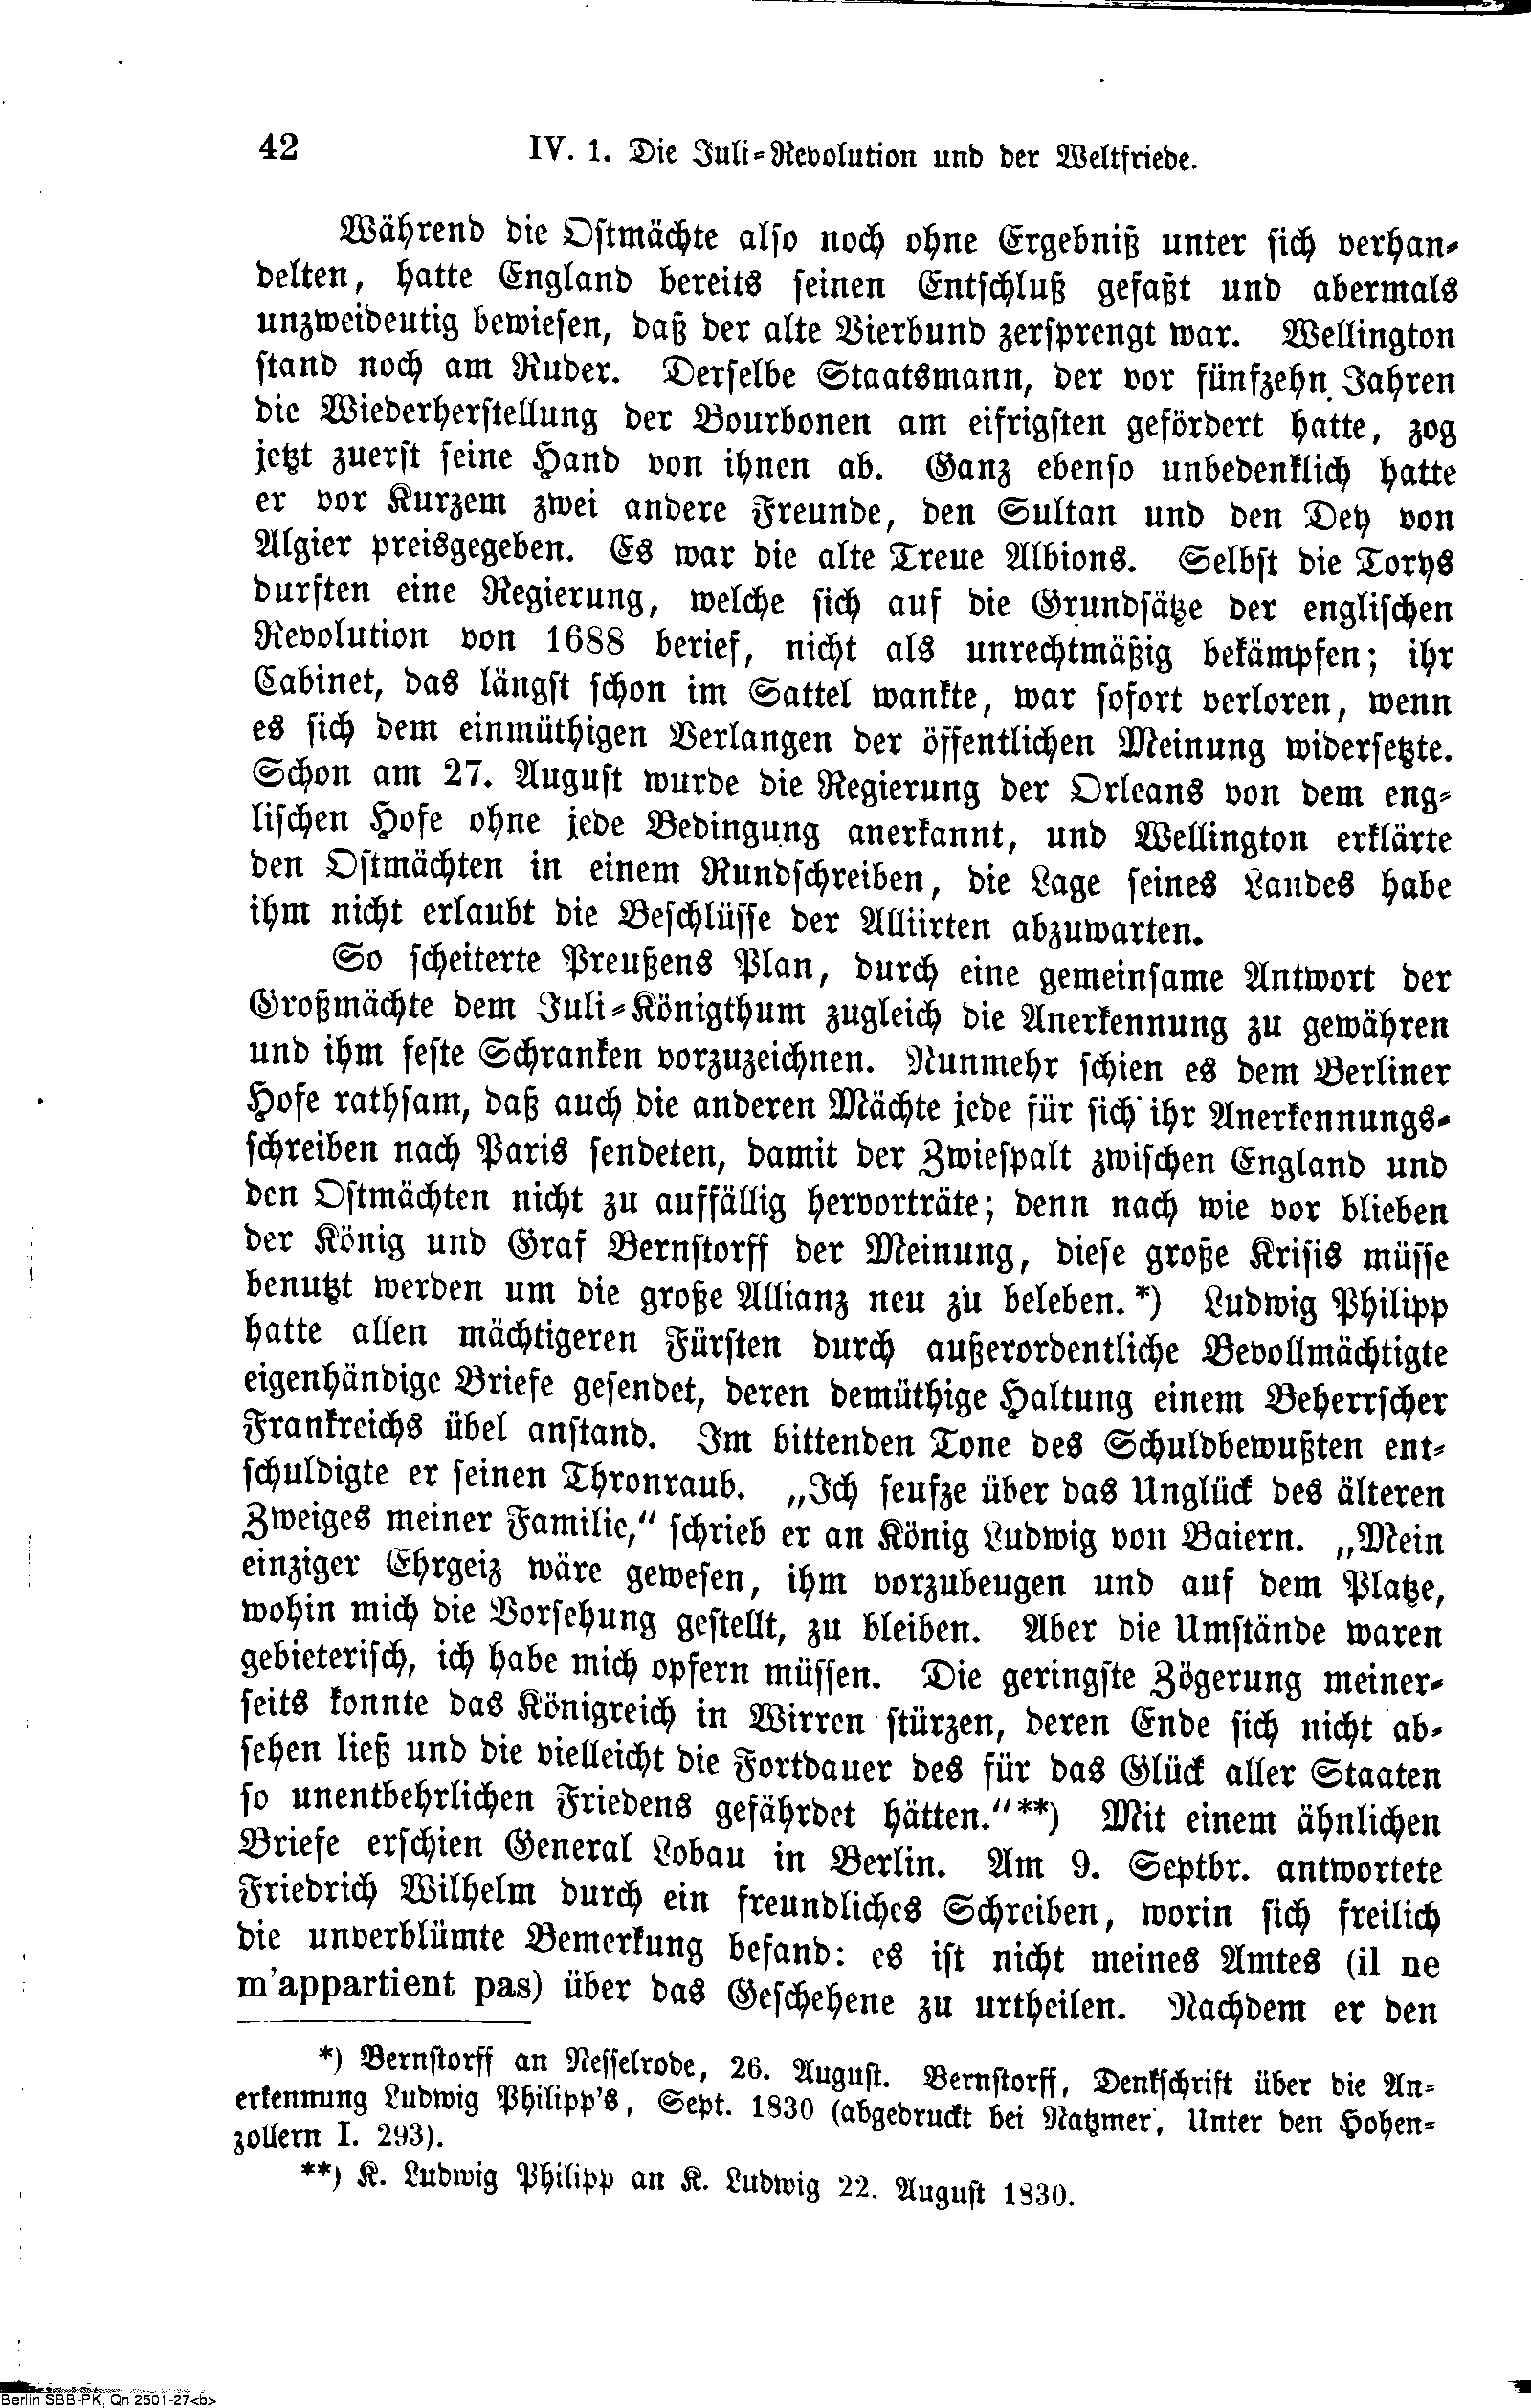 42 IV. 1. Die Juli-Revolution und der Weltfriede.
Während die Ostmächte also noch ohne Ergebniß unter sich verhan-
delten, hatte England bereits seinen Entschluß gefaßt und abermals
unzweideutig bewiesen, daß der alte Vierbund zersprengt war. Wellington
stand noch am Ruder. Derselbe Staatsmann, der vor fünfzehn Jahren
die Wiederherstellung der Bourbonen am eifrigsten gefördert hatte, zog
jetzt zuerst seine Hand von ihnen ab. Ganz ebenso unbedenklich hatte
er vor Kurzem zwei andere Freunde, den Sultan und den Dey von
Algier preisgegeben. Es war die alte Treue Albions. Selbst die Torys
durften eine Regierung, welche sich auf die Grundsätze der englischen
Revolution von 1688 berief, nicht als unrechtmäßig bekämpfen; ihr
Cabinet, das längst schon im Sattel wankte, war sofort verloren, wenn
es sich dem einmüthigen Verlangen der öffentlichen Meinung widersetzte.
Schon am 27. August wurde die Regierung der Orleans von dem eng-
lischen Hofe ohne jede Bedingung anerkannt, und Wellington erklärte
den Ostmächten in einem Rundschreiben, die Lage seines Landes habe
ihm nicht erlaubt die Beschlüsse der Alliirten abzuwarten.
So scheiterte Preußens Plan, durch eine gemeinsame Antwort der
Großmächte dem Juli-Königthum zugleich die Anerkennung zu gewähren
und ihm feste Schranken vorzuzeichnen. Nunmehr schien es dem Berliner
Hofe rathsam, daß auch die anderen Mächte jede für sich ihr Anerkennungs-
schreiben nach Paris sendeten, damit der Zwiespalt zwischen England und
den Ostmächten nicht zu auffällig hervorträte; denn nach wie vor blieben
der König und Graf Bernstorff der Meinung, diese große Krisis müsse
benutzt werden um die große Allianz neu zu beleben.*) Ludwig Philipp
hatte allen mächtigeren Fürsten durch außerordentliche Bevollmächtigte
eigenhändige Briefe gesendet, deren demüthige Haltung einem Beherrscher
Frankreichs übel anstand. Im bittenden Tone des Schuldbewußten ent-
schuldigte er seinen Thronraub. „Ich seufze über das Unglück des älteren
Zweiges meiner Familie,“ schrieb er an König Ludwig von Baiern. „Mein
einziger Ehrgeiz wäre gewesen, ihm vorzubeugen und auf dem Platze,
wohin mich die Vorsehung gestellt, zu bleiben. Aber die Umstände waren
gebieterisch, ich habe mich opfern müssen. Die geringste Zögerung meiner-
seits konnte das Königreich in Wirren stürzen, deren Ende sich nicht ab-
sehen ließ und die vielleicht die Fortdauer des für das Glück aller Staaten
so unentbehrlichen Friedens gefährdet hätten.“**) Mit einem ähnlichen
Briefe erschien General Lobau in Berlin. Am 9. Septbr. antwortete
Friedrich Wilhelm durch ein freundliches Schreiben, worin sich freilich
die unverblümte Bemerkung befand: es ist nicht meines Amtes (il ne
m'appartient pas) über das Geschehene zu urtheilen. Nachdem er den
*) Bernstorff an Nesselrode, 26. August. Bernstorff, Denkschrift über die An-
erkennung Ludwig Philipp's, Sept. 1830 (abgedruckt bei Natzmer, Unter den Hohen-
zollern I. 293).
**) K. Ludwig Philipp an K. Ludwig 22. August 1830.
Berlin SBB-PK, Qn 2501-27<b>